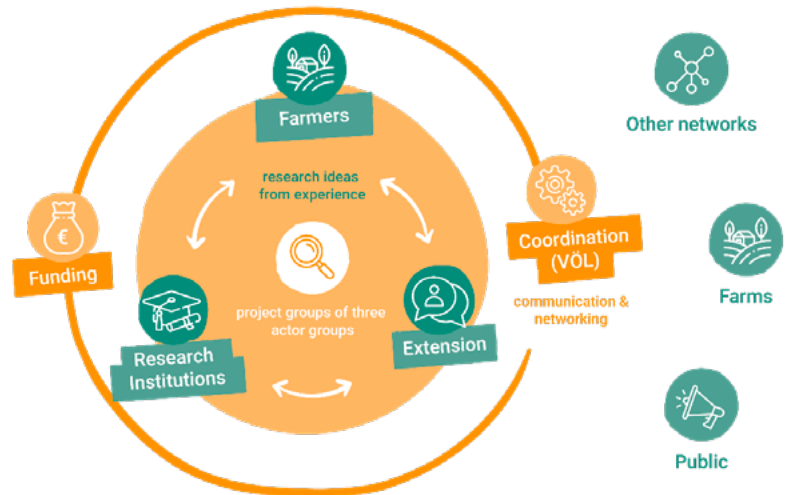 Farmers
research ideas
from experience
Other networks
€
Funding
Coordination
(VÖL)
communication &
networking
Farms
project groups of three
actor groups
Extension
Research
Institutions
Public